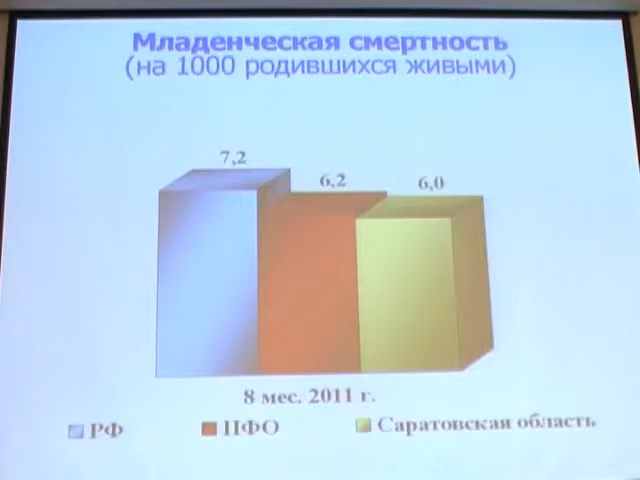 Младенческая смертность
(на 1000 родившихся живыми)
7,2
6,2
6,0
8 мес. 2011 г.
РФ ПФО Саратовская область